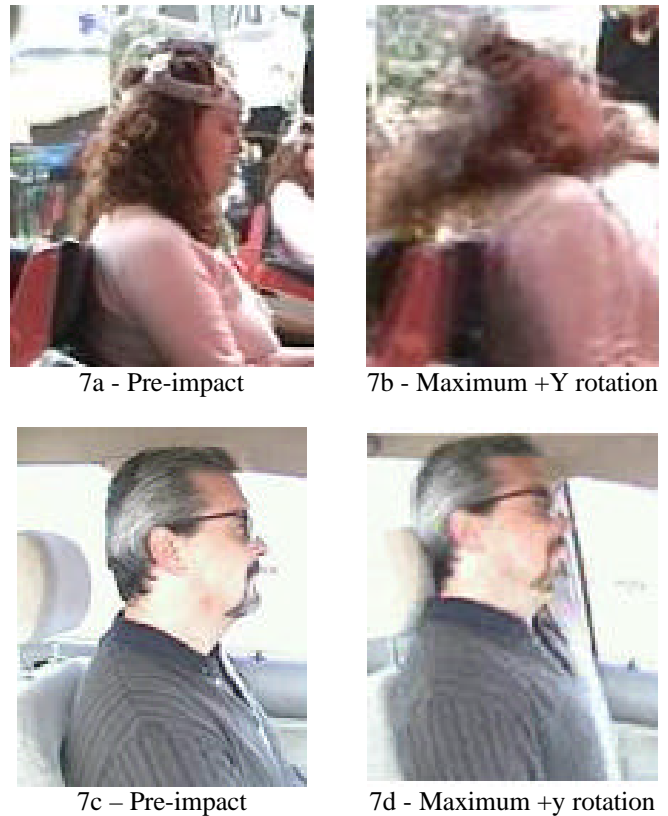 7a - Pre-impact
7b - Maximum +Y rotation
7c – Pre-impact
7d - Maximum +y rotation